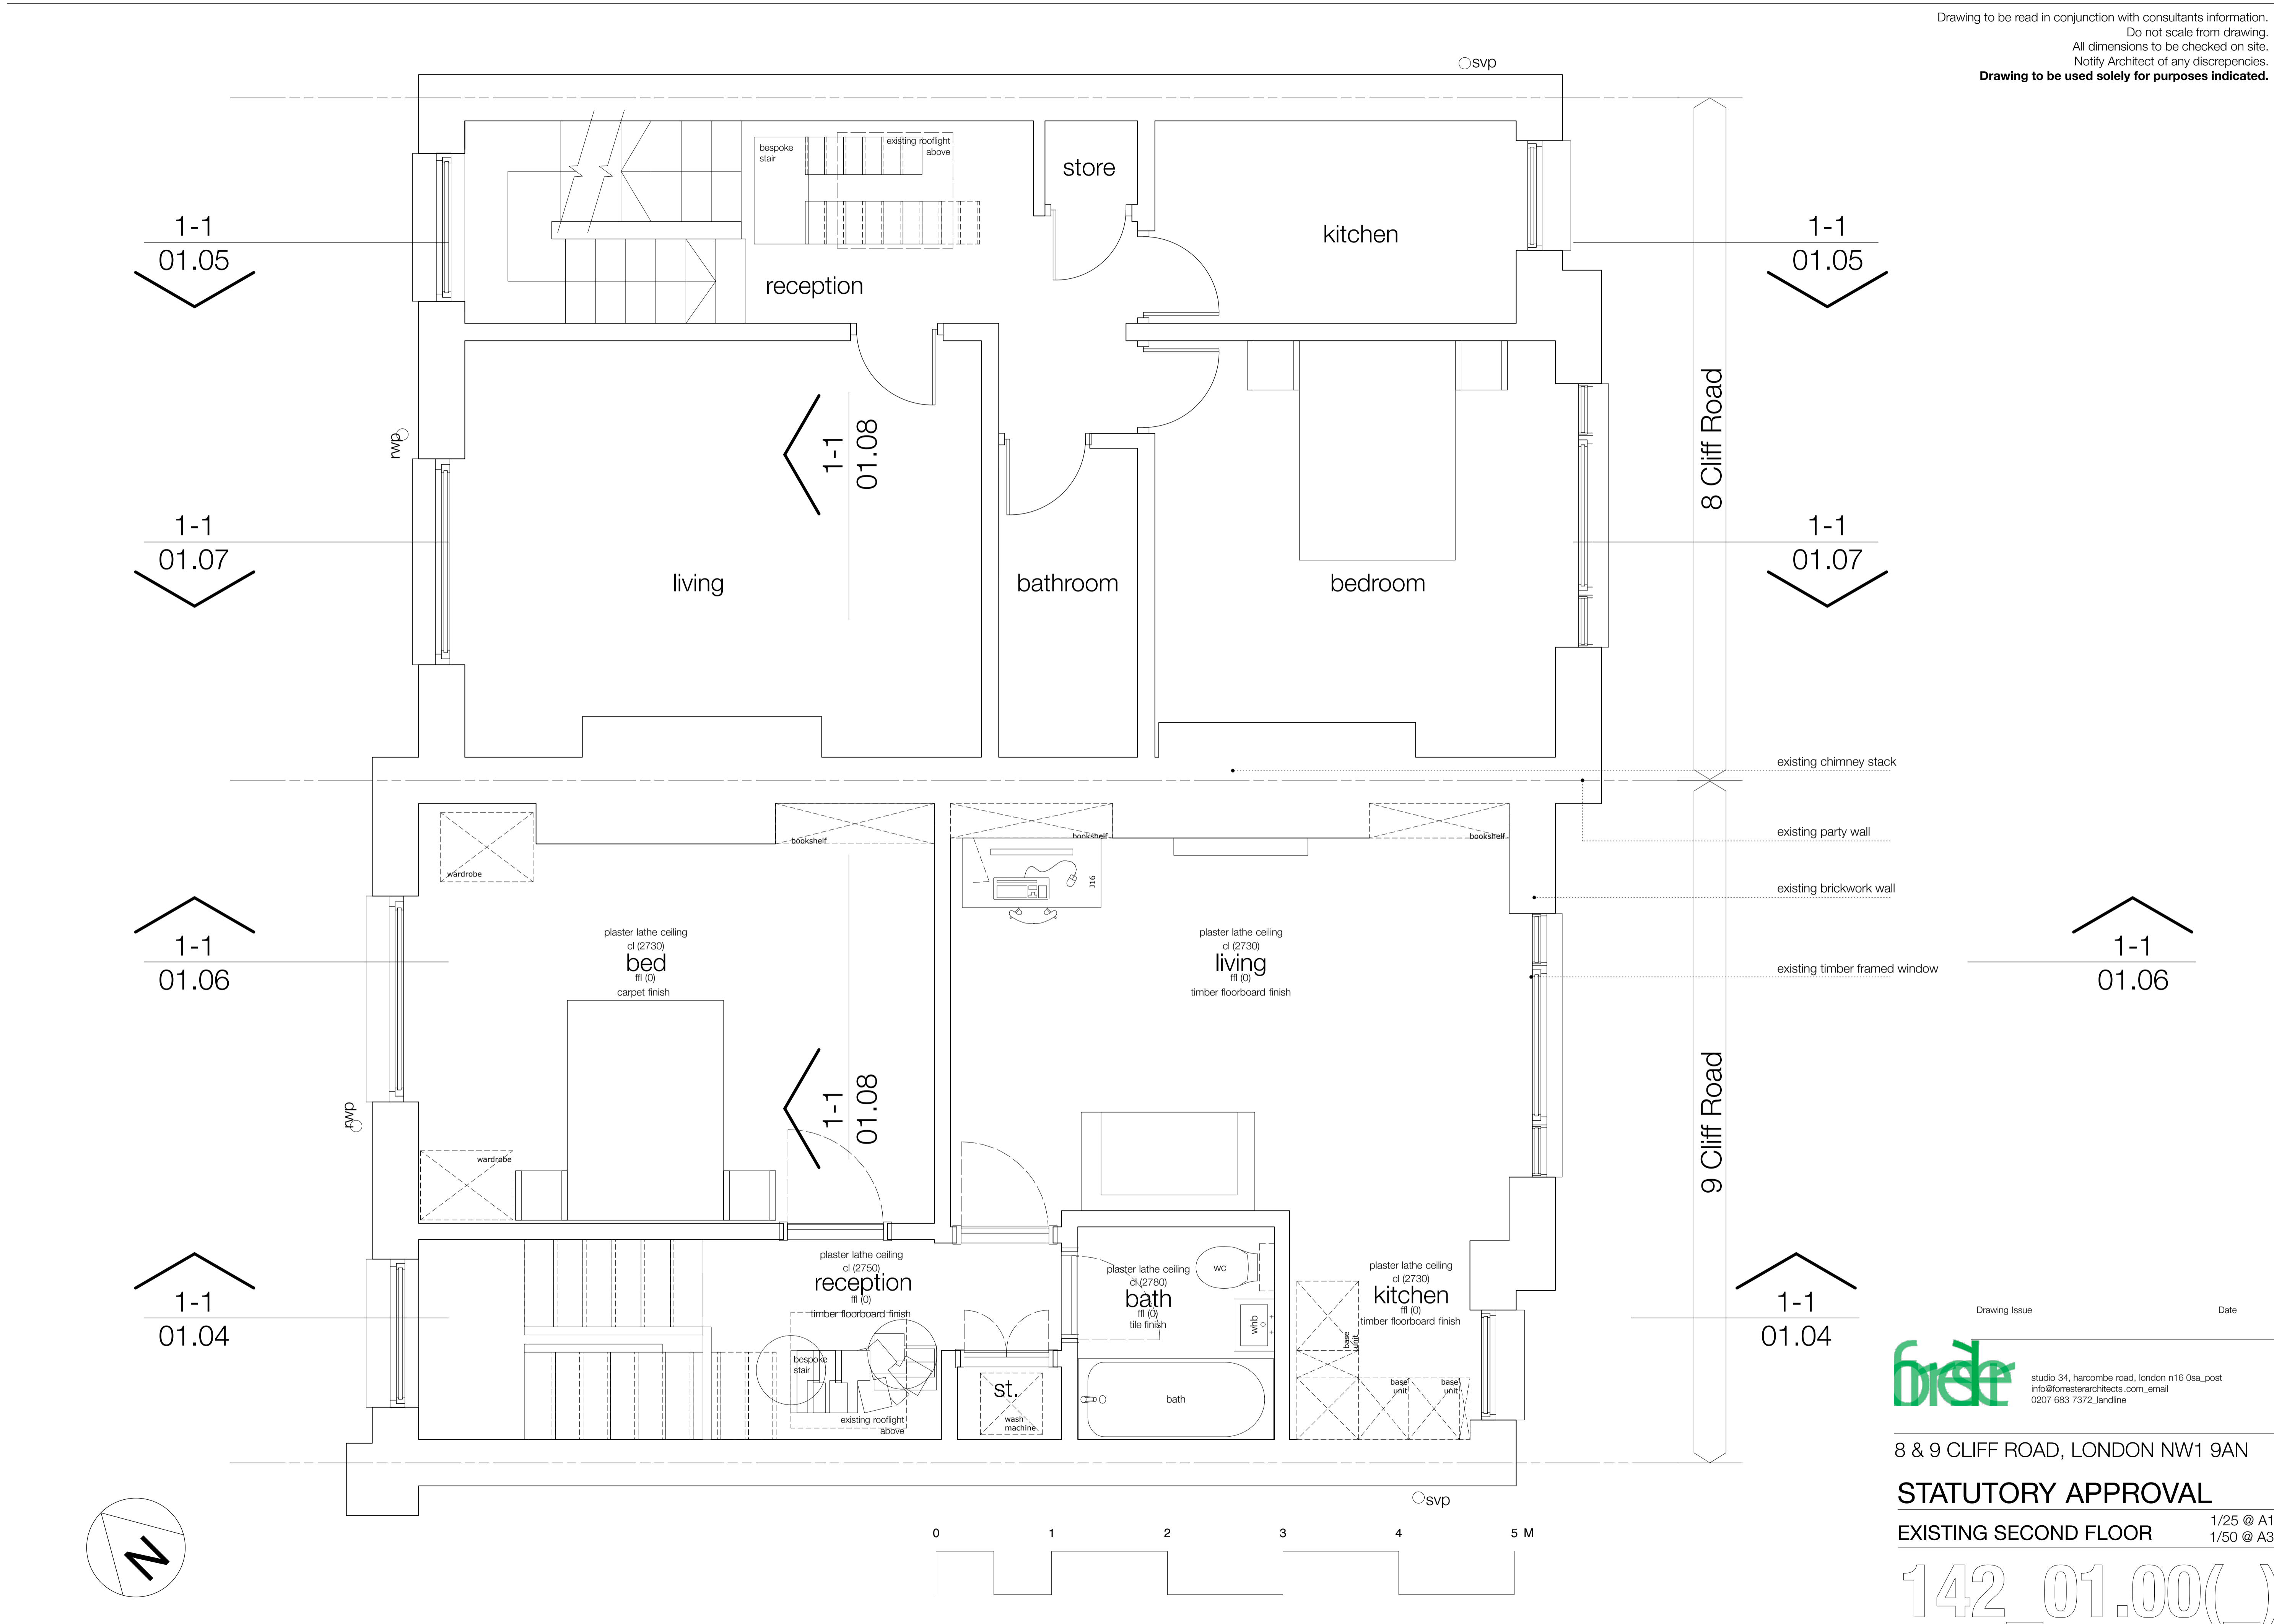 Drawing to be read in conjunction with consultants information.
Do not scale from drawing.
All dimensions to be checked on site.
Notify Architect of any discrepencies.
Drawing to be used solely for purposes indicated.
svp
bespoke
stair
existing rooflight
above
store
kitchen
reception
1-1
01.05
1-1
01.05
8 Cliff Road
rwp
1-1
01.08
1-1
01.07
1-1
01.07
living
bathroom
bedroom
existing chimney stack
existing party wall
existing brickwork wall
existing timber framed window
bookshelf
bookshelf
bookshelf
wardrobe
J16
plaster lathe ceiling
cl (2730)
bed
ffl (0)
carpet finish
plaster lathe ceiling
cl (2730)
living
ffl (0)
timber floorboard finish
1-1
01.06
1-1
01.06
1-1
01.08
9 Cliff Road
rwp
wardrobe
plaster lathe ceiling
cl (2750)
reception
ffl (0)
timber floorboard finish
plaster lathe ceiling
cl (2780)
bath
ffl (0)
tile finish
wc
whb
bath
plaster lathe ceiling
cl (2730)
kitchen
ffl (0)
timber floorboard finish
base
unit
base
unit
base
unit
1-1
01.04
1-1
01.04
bespoke
stair
existing rooflight
above
st.
wash
machine
svp
N
0 1 2 3 4 5 M
Drawing Issue Date
forrester
studio 34, harcombe road, london n16 0sa_post
info@forresterarchitects.com_email
0207 683 7372_landline
8 & 9 CLIFF ROAD, LONDON NW1 9AN
STATUTORY APPROVAL
EXISTING SECOND FLOOR
1/25 @ A1
1/50 @ A3
142_01.00(_)